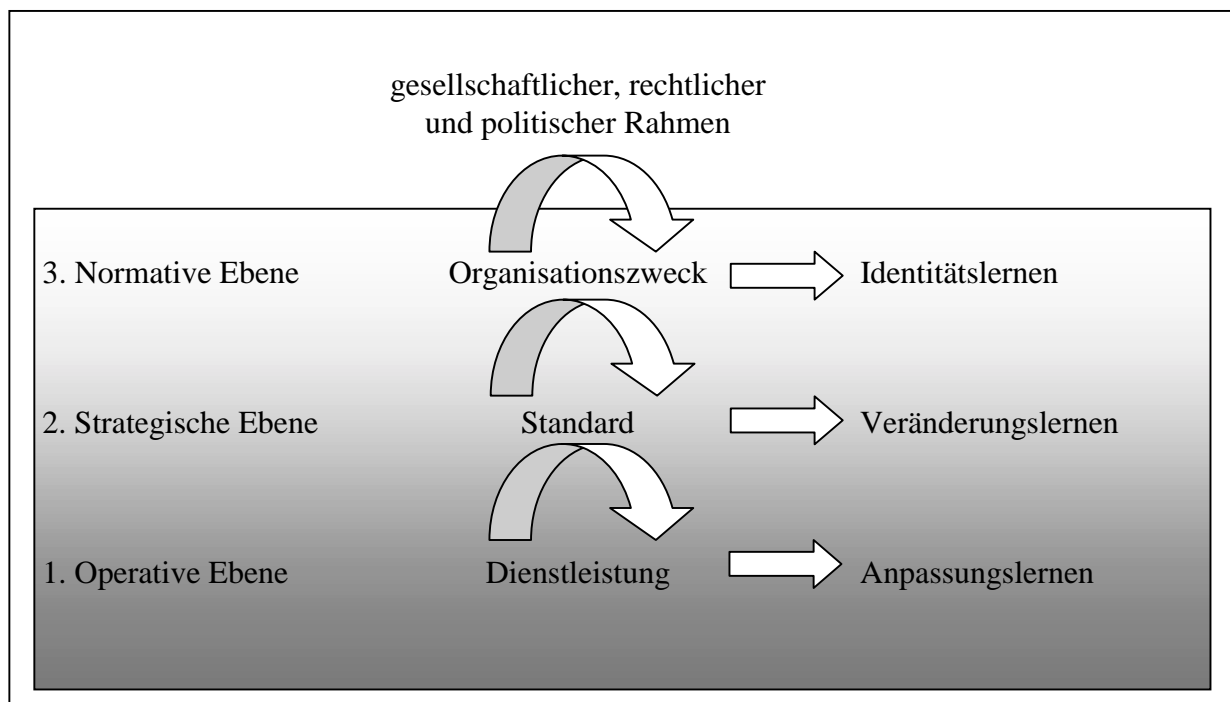 gesellschaftlicher, rechtlicher
und politischer Rahmen
3. Normative Ebene Organisationszweck Identitätslernen
2. Strategische Ebene Standard Veränderungslernen
1. Operative Ebene Dienstleistung Anpassungslernen